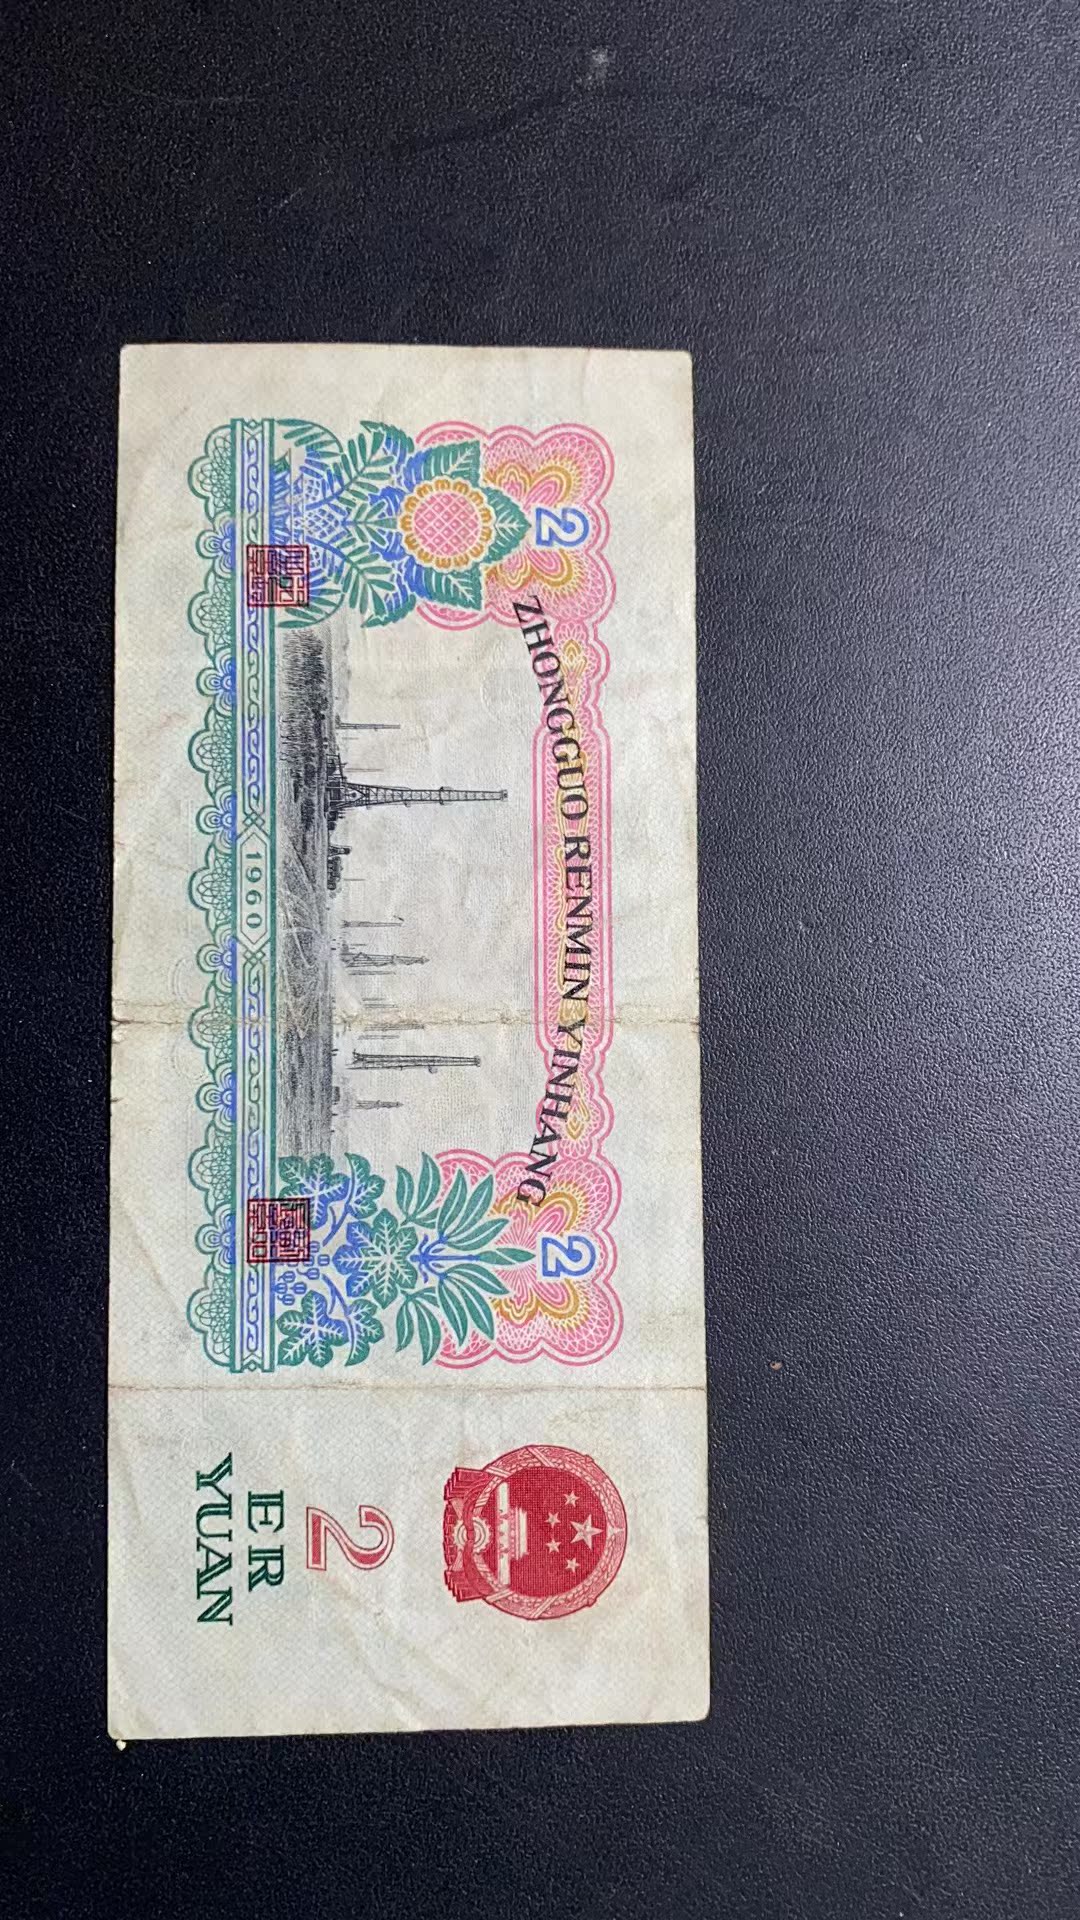 ZHONGGUO RENMIN YINHANG
2
2
1960
2
ER
YUAN